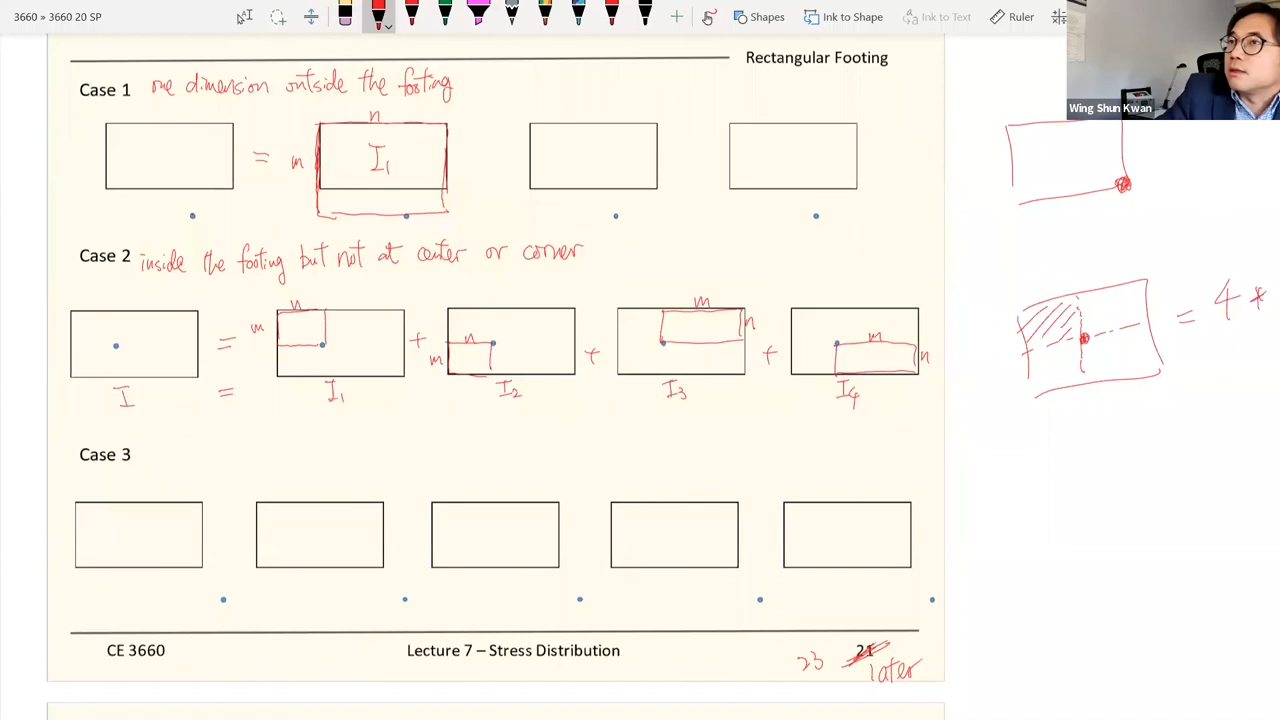 3660 » 3660 20 SP
Shapes
Ink to Shape
Ink to Text
Ruler
Wing Shun Kwan
Rectangular Footing
Case 1 one dimension outside the footing
n
= m I1
Case 2 inside the footing but not at center or corner
n
m
= + m n + m n + m n
= 4 *
I = I1 I2 I3 I4
Case 3
CE 3660
Lecture 7 – Stress Distribution
21
23 later